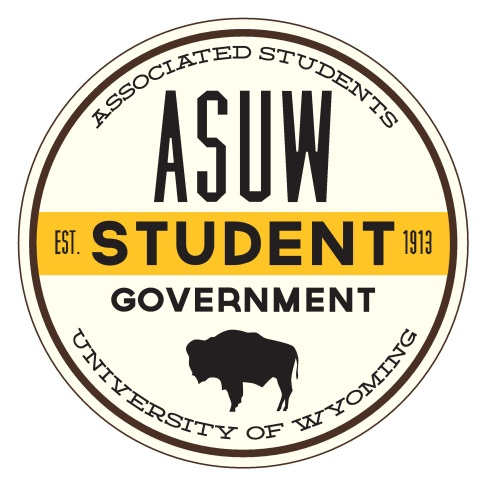 ASSOCIATED STUDENTS
ASUW
EST. STUDENT 1913
GOVERNMENT
UNIVERSITY OF WYOMING